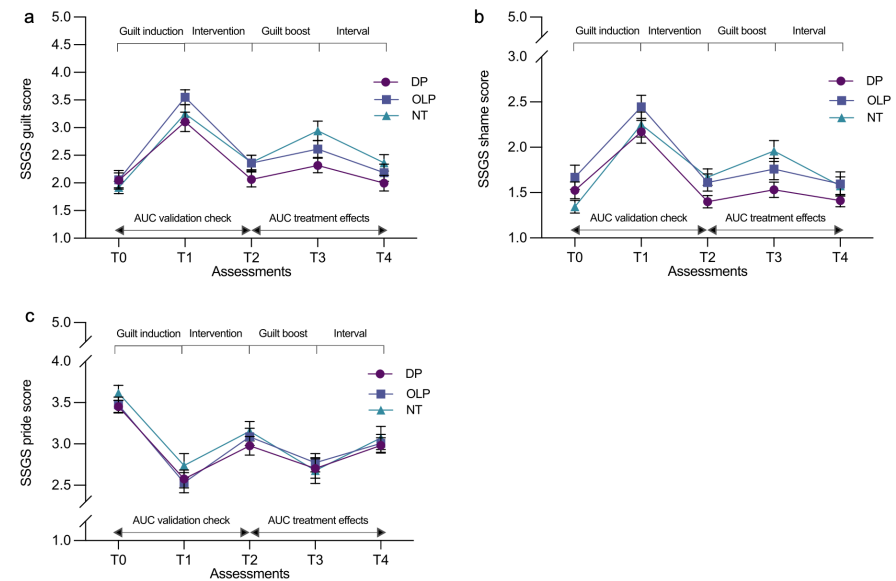 a
5.0
4.5
4.0
3.5
3.0
2.5
2.0
1.5
1.0
SSGS guilt score
Guilt induction Intervention Guilt boost Interval
DP
OLP
NT
AUC validation check AUC treatment effects
T0 T1 T2 T3 T4
Assessments
b
5.0
3.0
2.5
2.0
1.5
1.0
SSGS shame score
Guilt induction Intervention Guilt boost Interval
DP
OLP
NT
AUC validation check AUC treatment effects
T0 T1 T2 T3 T4
Assessments
c
5.0
4.0
3.5
3.0
2.5
1.0
SSGS pride score
Guilt induction Intervention Guilt boost Interval
DP
OLP
NT
AUC validation check AUC treatment effects
T0 T1 T2 T3 T4
Assessments